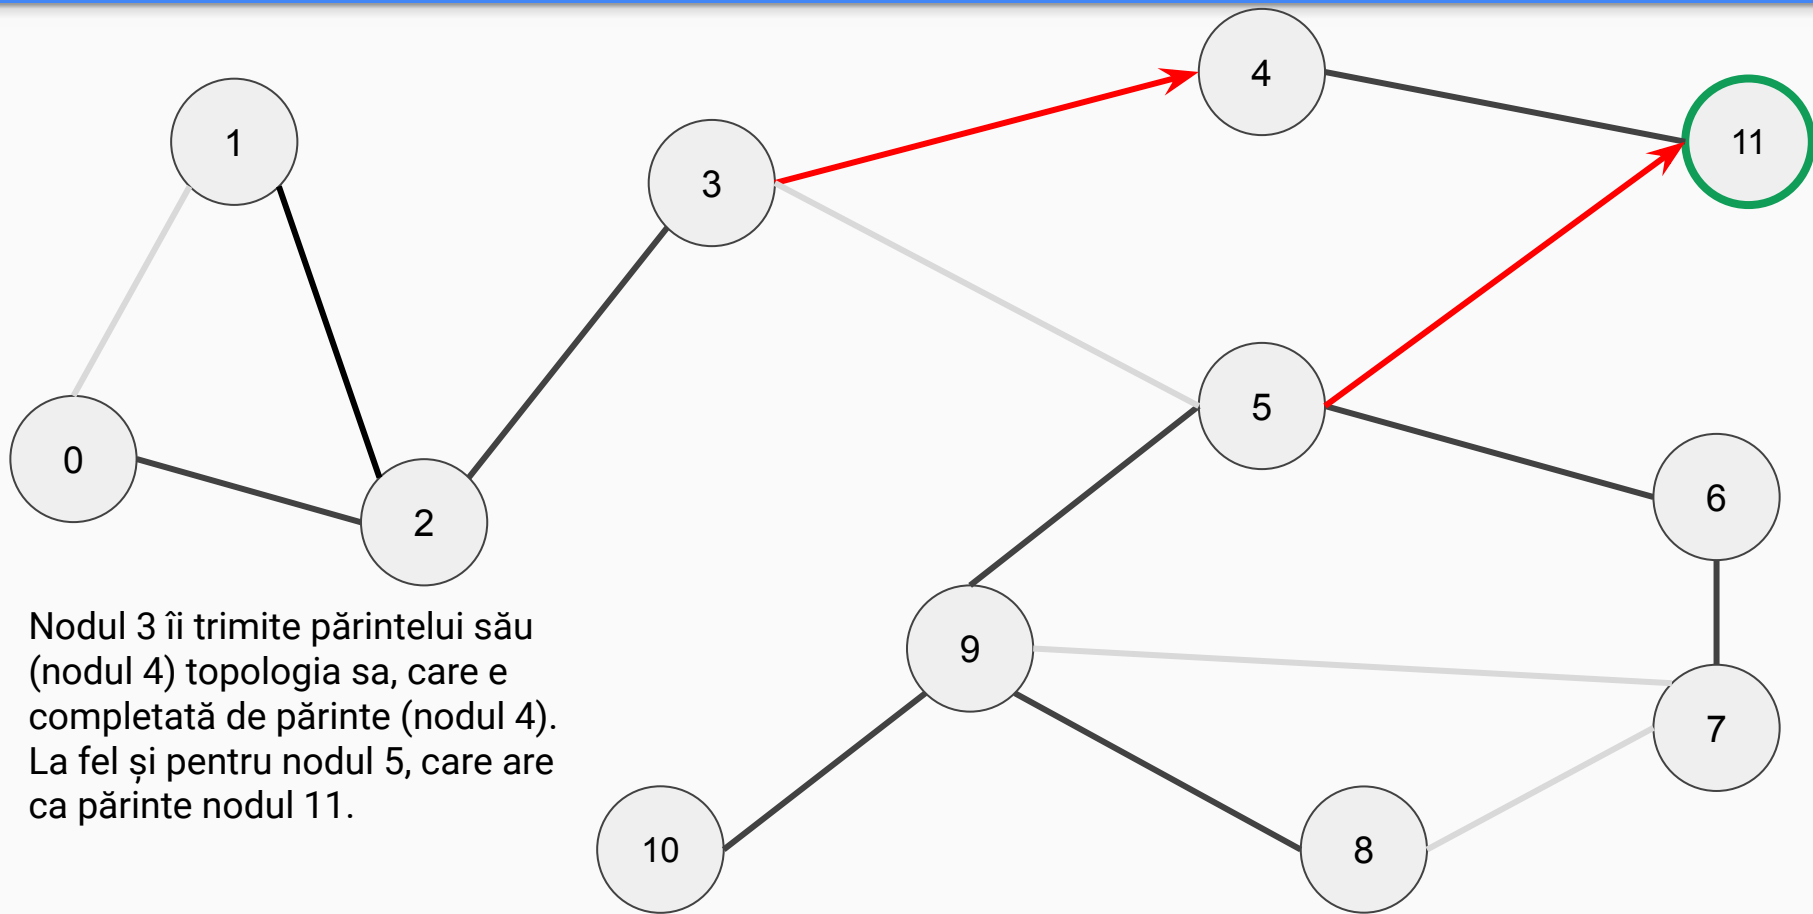 4
1
11
3
5
0
6
2
Nodul 3 îi trimite părintelui său
(nodul 4) topologia sa, care e
completată de părinte (nodul 4).
La fel și pentru nodul 5, care are
ca părinte nodul 11.
9
7
10
8